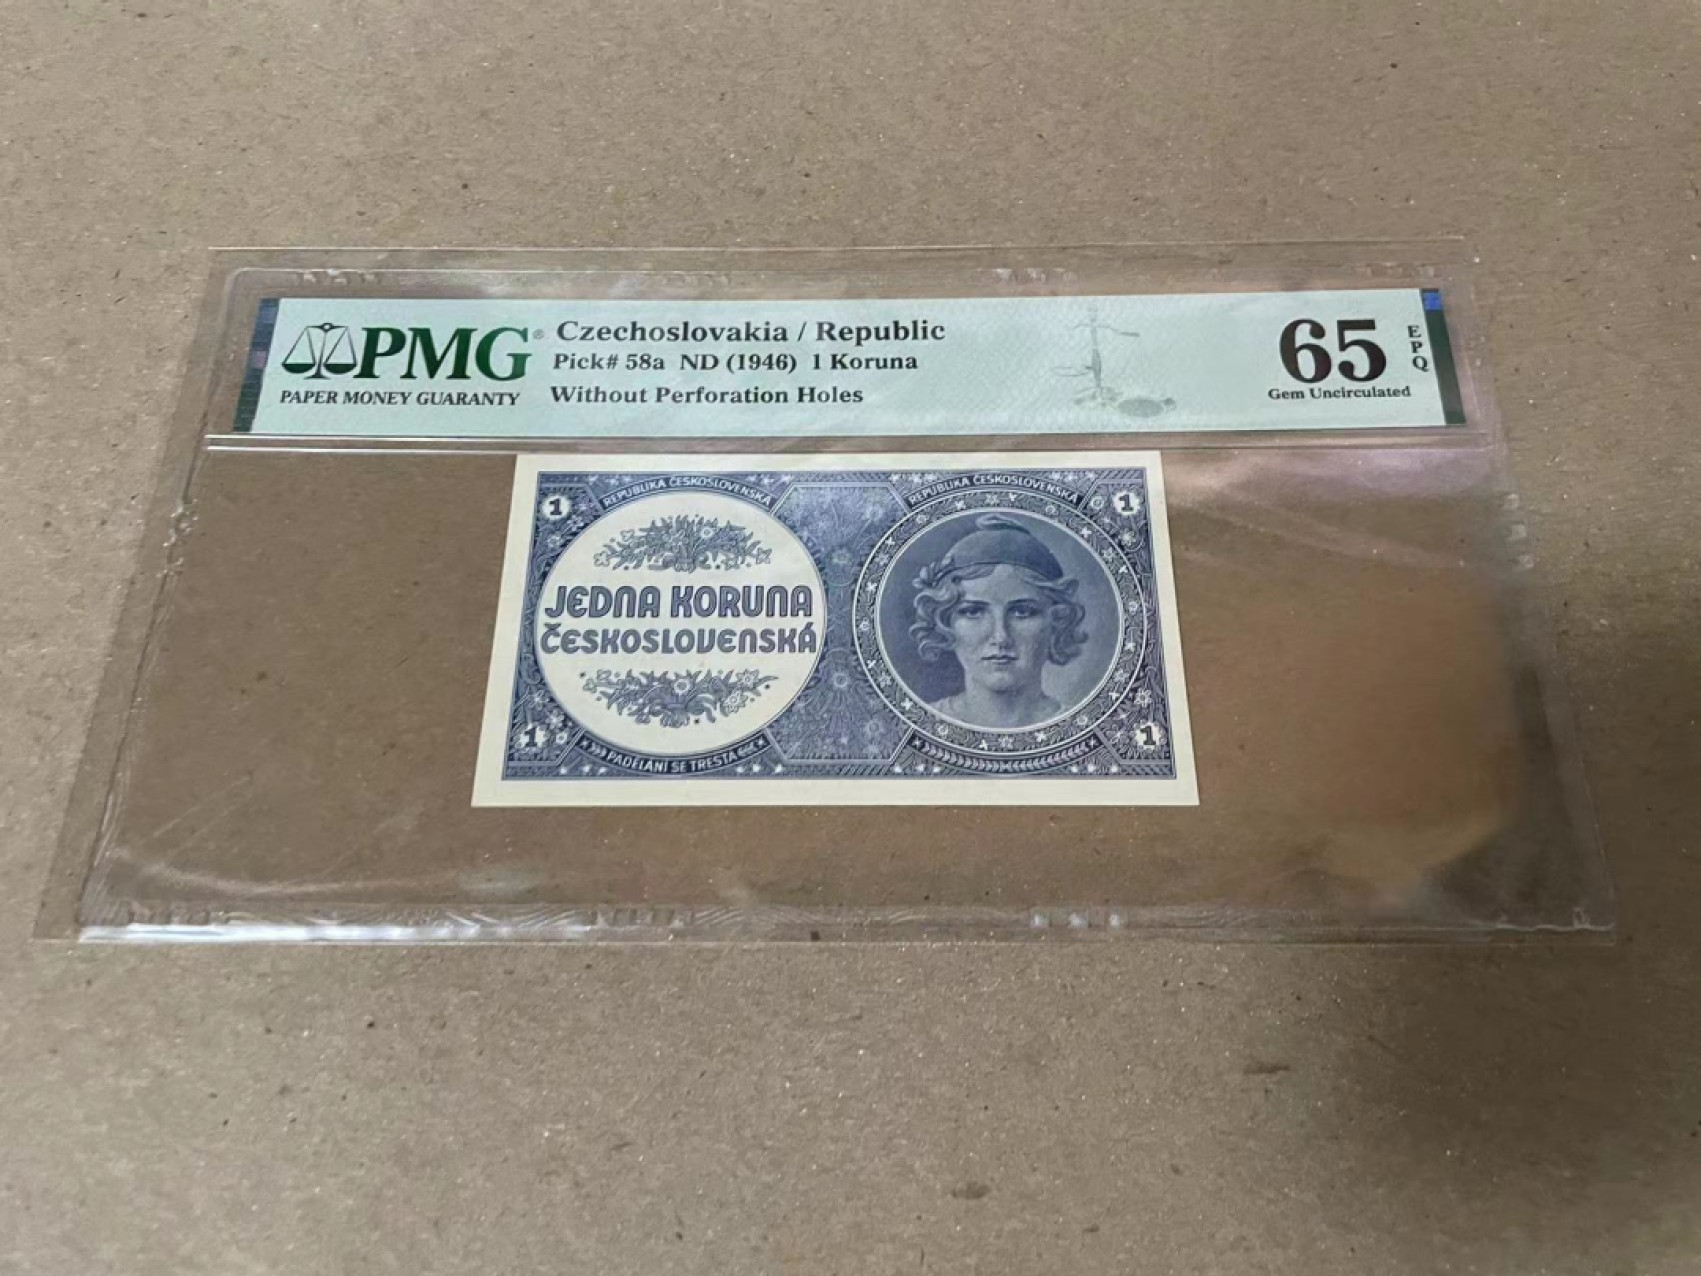 PMG®
PAPER MONEY GUARANTY
Czechoslovakia / Republic
Pick# 58a ND (1946) 1 Koruna
Without Perforation Holes
65 EPQ
Gem Uncirculated
1
REPUBLIKA ČESKOSLOVENSKÁ
REPUBLIKA ČESKOSLOVENSKÁ
1
JEDNA KORUNA
ČESKOSLOVENSKÁ
1
PADĚLÁNÍ SE TRESTÁ
1